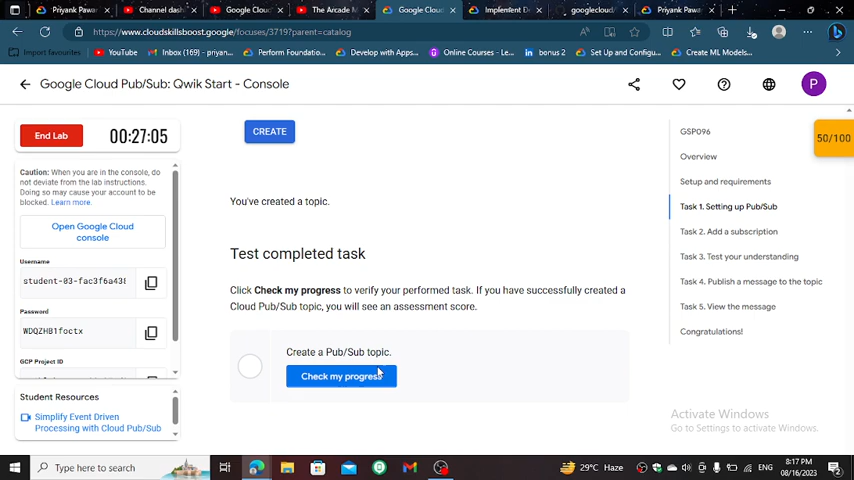 Priyank Pawa
Channel dash
Google Clou
The Arcade M
Google Clou
Implenfent De
googlecloud/
Priyank Pawa
https://www.cloudskillsboost.google/focuses/3719?parent=catalog
Import favourites
YouTube
Inbox (169) - priyan...
Perform Foundatio...
Develop with Apps...
Online Courses - L...
bonus 2
Set Up and Configu...
Create ML Models...
Google Cloud Pub/Sub: Qwik Start - Console
P
End Lab
00:27:05
CREATE
50/100
Caution: When you are in the console, do
not deviate from the lab instructions.
Doing so may cause your account to be
blocked. Learn more.
Open Google Cloud
console
Username
student-03-fac3f6a438
Password
WDQZHB1foctx
GCP Project ID
Student Resources
Simplify Event Driven
Processing with Cloud Pub/Sub
You've created a topic.
Test completed task
Click Check my progress to verify your performed task. If you have successfully created a
Cloud Pub/Sub topic, you will see an assessment score.
Create a Pub/Sub topic.
Check my progress
GSP096
Overview
Setup and requirements
Task 1. Setting up Pub/Sub
Task 2. Add a subscription
Task 3. Test your understanding
Task 4. Publish a message to the topic
Task 5. View the message
Congratulations!
Activate Windows
Go to Settings to activate Windows.
Type here to search
29°C Haze
ENG
8:17 PM
08/16/2023
2